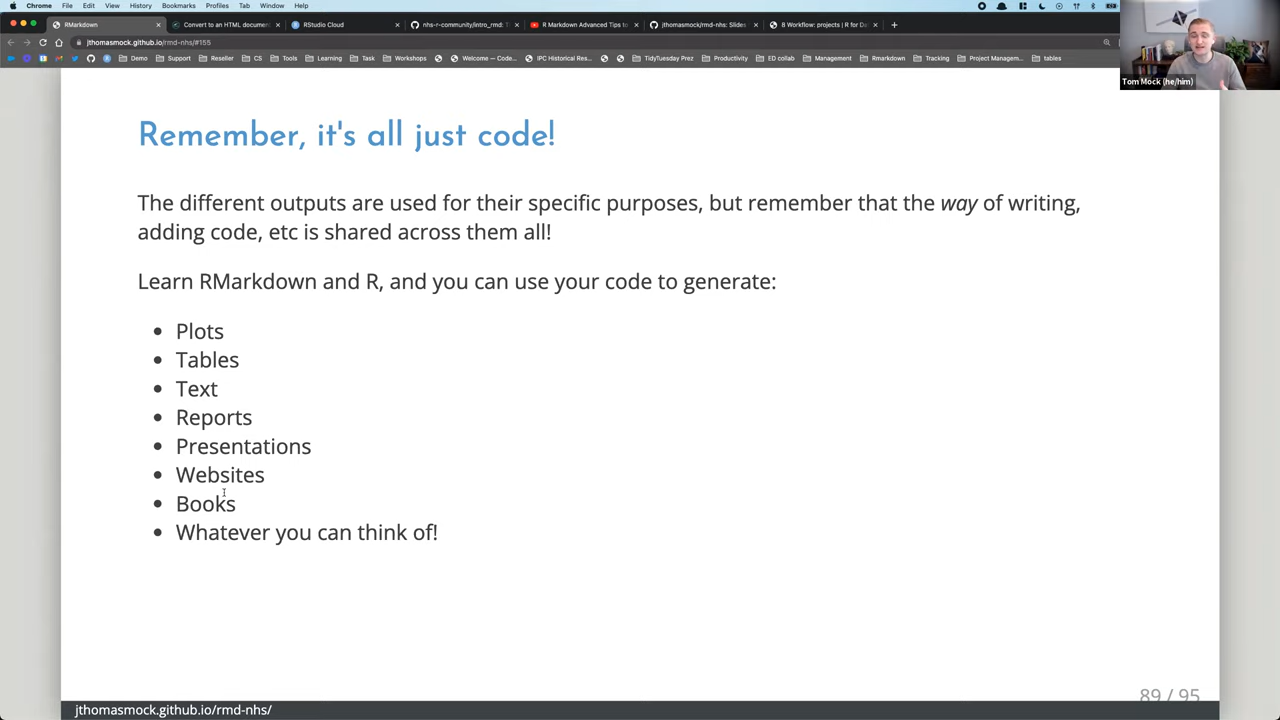 Chrome File Edit View History Bookmarks Profiles Tab Window Help
RMarkdown
Convert to an HTML documen
RStudio Cloud
nhs-r-community/intro_rmd: T
R Markdown Advanced Tips to
jthomasmock/rmd-nhs: Slides
8 Workflow: projects | R for Da
jthomasmock.github.io/rmd-nhs/#155
Demo Support Reseller CS Tools Learning Task Workshops Welcome — Code... IPC Historical Res... TidyTuesday Prez Productivity ED collab Management Rmarkdown Tracking Project Managem... tables
Tom Mock (he/him)
Remember, it's all just code!
The different outputs are used for their specific purposes, but remember that the way of writing,
adding code, etc is shared across them all!
Learn RMarkdown and R, and you can use your code to generate:
• Plots
• Tables
• Text
• Reports
• Presentations
• Websites
• Books
• Whatever you can think of!
89 / 95
jthomasmock.github.io/rmd-nhs/